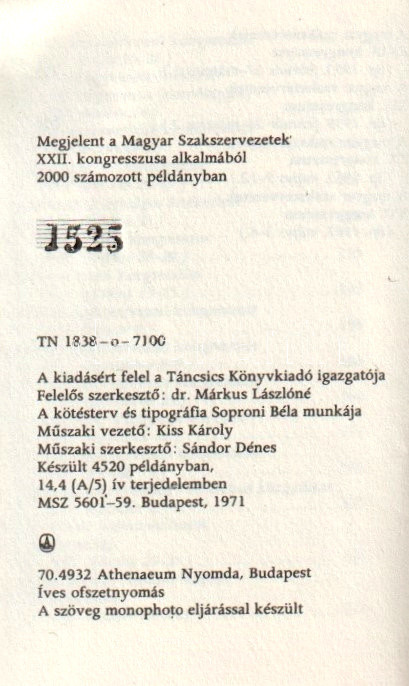 Megjelent a Magyar Szakszervezetek
XXII. kongresszusa alkalmából
2000 számozott példányban
1525
TN 1838-o-7100
A kiadásért felel a Táncsics Könyvkiadó igazgatója
Felelős szerkesztő: dr. Márkus Lászlóné
A kötésterv és tipográfia Soproni Béla munkája
Műszaki vezető: Kiss Károly
Műszaki szerkesztő: Sándor Dénes
Készült 4520 példányban,
14,4 (A/5) ív terjedelemben
MSZ 5601-59. Budapest, 1971
70.4932 Athenaeum Nyomda, Budapest
Íves ofszetnyomás
A szöveg monophoto eljárással készült